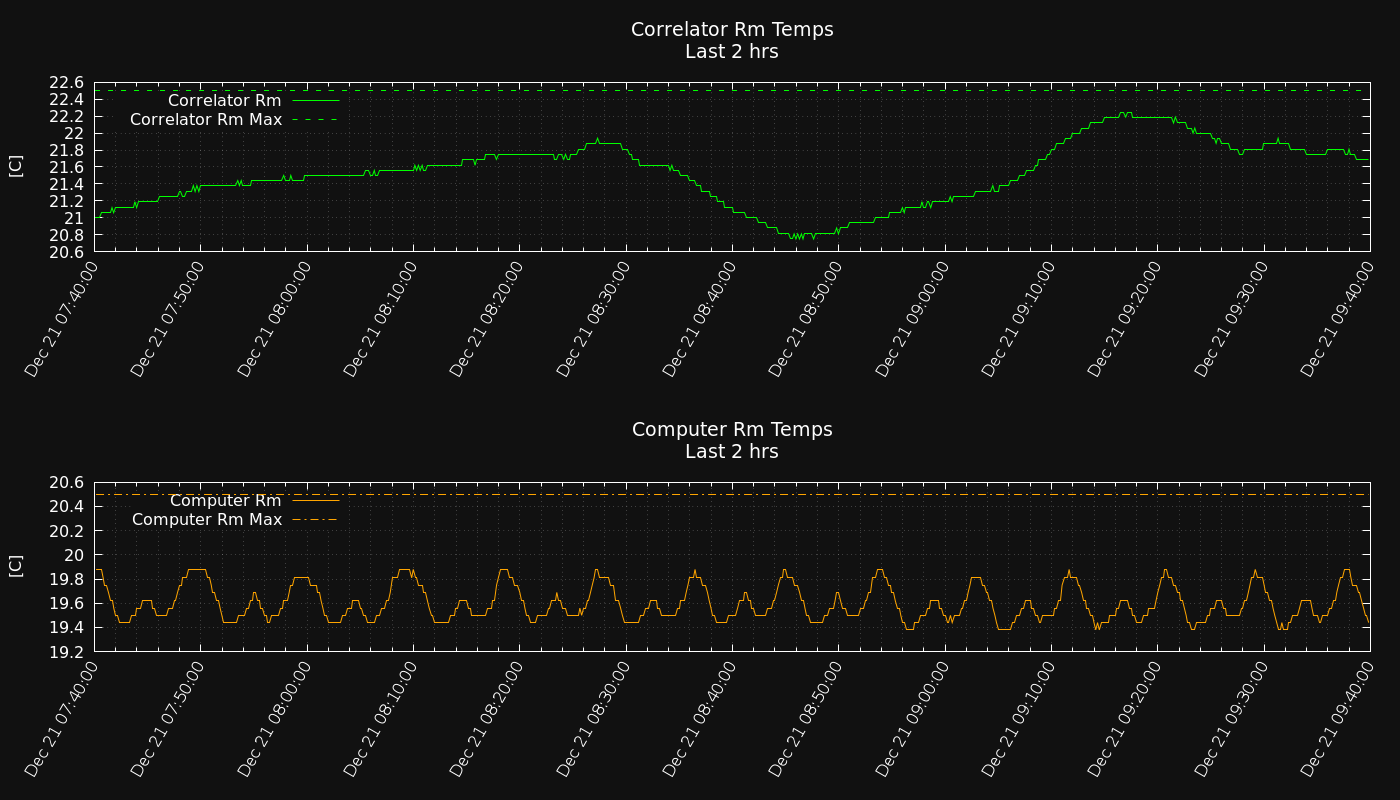 Correlator Rm Temps
Last 2 hrs
22.6
22.4
22.2
22
21.8
21.6
21.4
21.2
21
20.8
20.6
[C]
Correlator Rm
Correlator Rm Max
Dec 21 07:40:00
Dec 21 07:50:00
Dec 21 08:00:00
Dec 21 08:10:00
Dec 21 08:20:00
Dec 21 08:30:00
Dec 21 08:40:00
Dec 21 08:50:00
Dec 21 09:00:00
Dec 21 09:10:00
Dec 21 09:20:00
Dec 21 09:30:00
Dec 21 09:40:00
Computer Rm Temps
Last 2 hrs
20.6
20.4
20.2
20
19.8
19.6
19.4
19.2
[C]
Computer Rm
Computer Rm Max
Dec 21 07:40:00
Dec 21 07:50:00
Dec 21 08:00:00
Dec 21 08:10:00
Dec 21 08:20:00
Dec 21 08:30:00
Dec 21 08:40:00
Dec 21 08:50:00
Dec 21 09:00:00
Dec 21 09:10:00
Dec 21 09:20:00
Dec 21 09:30:00
Dec 21 09:40:00